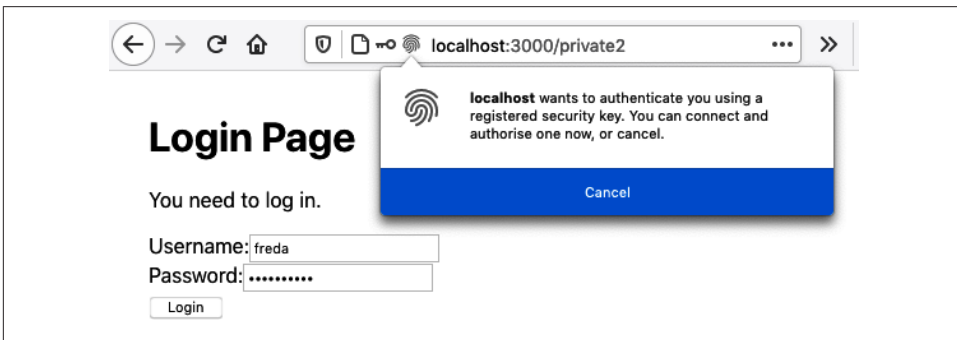 localhost:3000/private2
localhost wants to authenticate you using a
registered security key. You can connect and
authorise one now, or cancel.
Cancel
Login Page
You need to log in.
Username: freda
Password: ••••••••••
Login